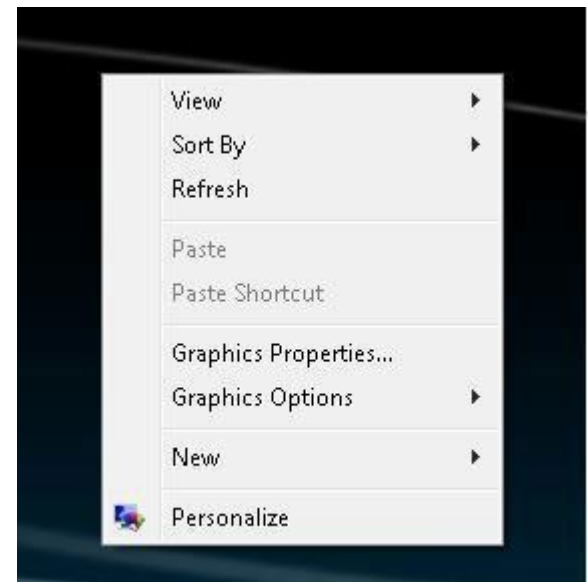 View
Sort By
Refresh
Paste
Paste Shortcut
Graphics Properties...
Graphics Options
New
Personalize